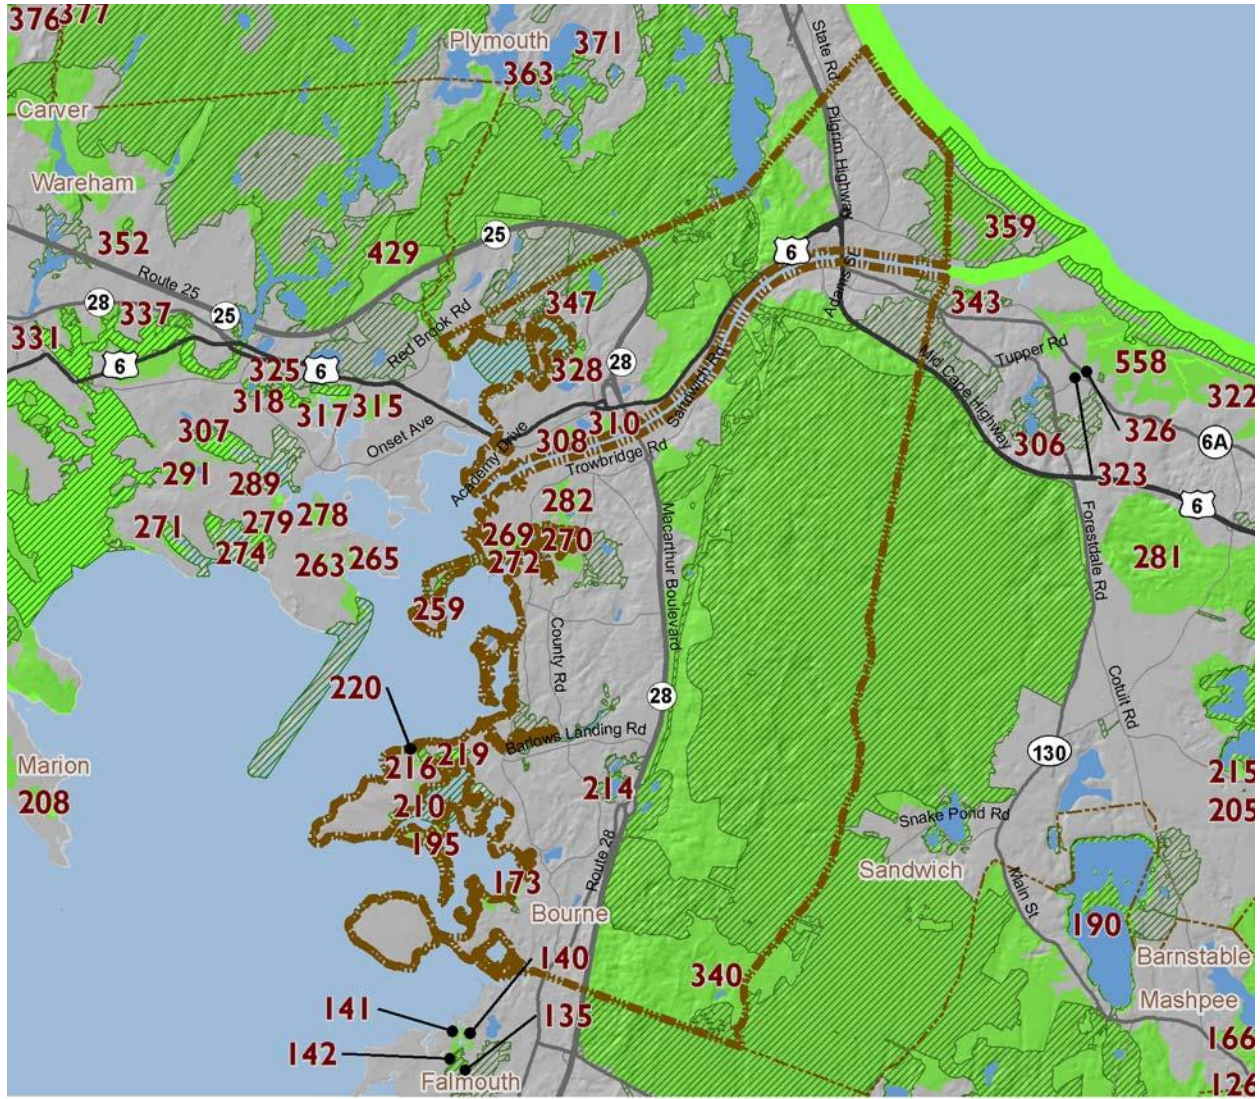 376
377
Plymouth
371
363
State Rd
Carver
Pilgrim Highway
Wareham
352
429
25
359
6
Route 25
Adams St
28
337
25
347
343
331
Red Brook Rd
6
325
6
328
28
Sandwich Rd
Mid Cape Highway
Tupper Rd
558
318
317
315
322
307
Onset Ave
308
310
306
326
6A
Academy Drive
Trowbridge Rd
291
289
323
282
6
271
279
278
269
270
Macarthur Boulevard
Forestdale Rd
274
263
265
272
281
259
County Rd
220
28
Cotuit Rd
Barlows Landing Rd
130
Marion
216
219
214
215
208
210
205
Snake Pond Rd
195
Route 28
Sandwich
173
Main St
Bourne
190
140
340
Barnstable
141
135
Mashpee
142
166
Falmouth
126